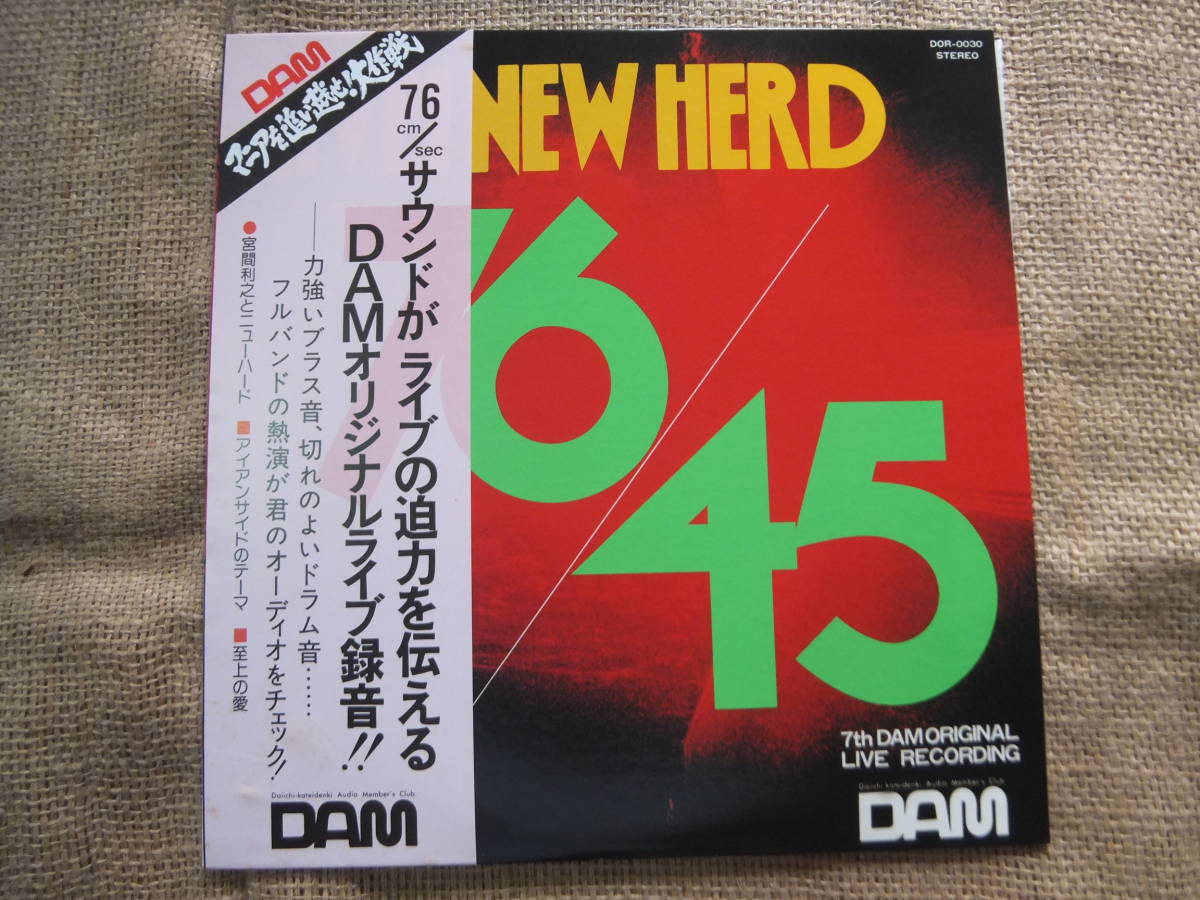 DAM
マニアを追い越せ!大作戦
76cm/secサウンドが ライブの迫力を伝える
DAMオリジナルライブ録音!!
――力強いブラス音、切れのよいドラム音……
フルバンドの熱演が君のオーディオをチェック!
●宮間利之とニューハード ■アイアンサイドのテーマ ■至上の愛
Daiichi-kateidenki Audio Member's Club.
DAM
DOR-0030
STEREO
NEW HERD
76/45
7th DAM ORIGINAL
LIVE RECORDING
Daiichi-kateidenki Audio Member's Club.
DAM